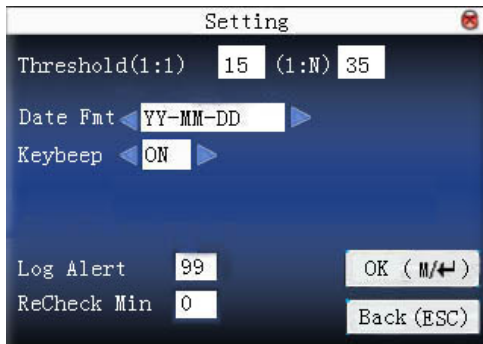 Setting
Threshold(1:1) 15 (1:N) 35
Date Fmt YY-MM-DD
Keybeep ON
Log Alert 99 OK (M/↵)
ReCheck Min 0 Back(ESC)